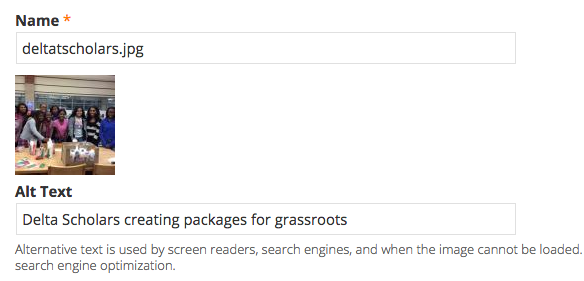 Name *
deltatscholars.jpg
Alt Text
Delta Scholars creating packages for grassroots
Alternative text is used by screen readers, search engines, and when the image cannot be loaded.
search engine optimization.